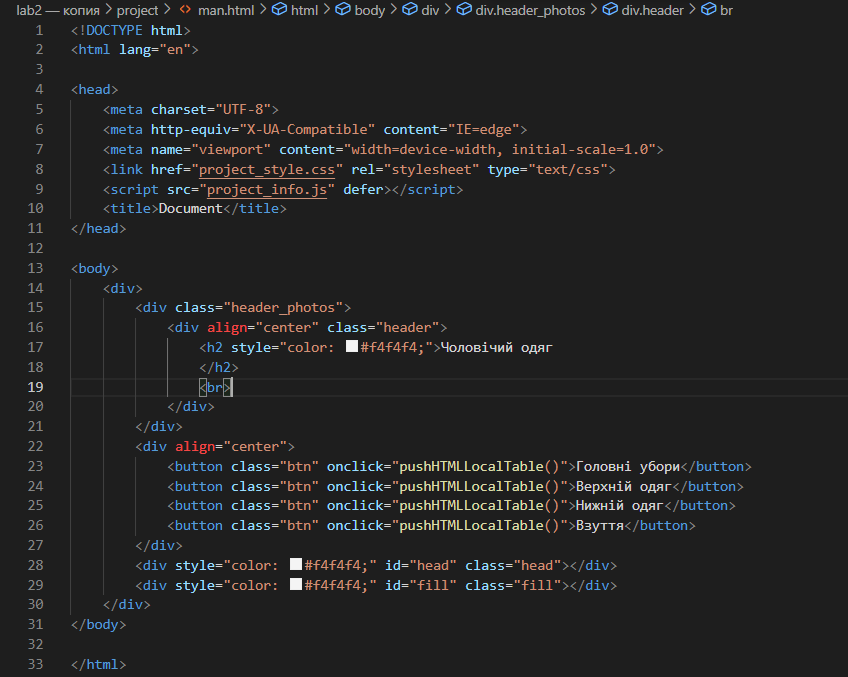 lab2 — копия > project > man.html > html > body > div > div.header_photos > div.header > br
1 <!DOCTYPE html>
2 <html lang="en">
3
4 <head>
5 <meta charset="UTF-8">
6 <meta http-equiv="X-UA-Compatible" content="IE=edge">
7 <meta name="viewport" content="width=device-width, initial-scale=1.0">
8 <link href="project_style.css" rel="stylesheet" type="text/css">
9 <script src="project_info.js" defer></script>
10 <title>Document</title>
11 </head>
12
13 <body>
14 <div>
15 <div class="header_photos">
16 <div align="center" class="header">
17 <h2 style="color: #f4f4f4;">Чоловічий одяг
18 </h2>
19 <br>
20 </div>
21 </div>
22 <div align="center">
23 <button class="btn" onclick="pushHTMLLocalTable()">Головні убори</button>
24 <button class="btn" onclick="pushHTMLLocalTable()">Верхній одяг</button>
25 <button class="btn" onclick="pushHTMLLocalTable()">Нижній одяг</button>
26 <button class="btn" onclick="pushHTMLLocalTable()">Взуття</button>
27 </div>
28 <div style="color: #f4f4f4;" id="head" class="head"></div>
29 <div style="color: #f4f4f4;" id="fill" class="fill"></div>
30 </div>
31 </body>
32
33 </html>